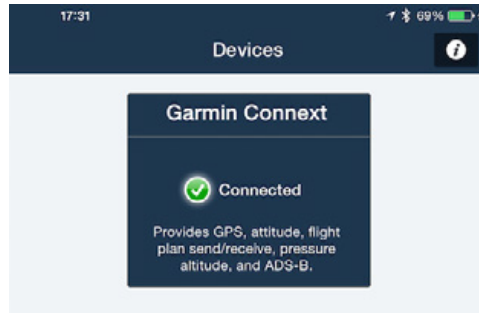 17:31 69%
Devices
Garmin Connext
Connected
Provides GPS, attitude, flight
plan send/receive, pressure
altitude, and ADS-B.